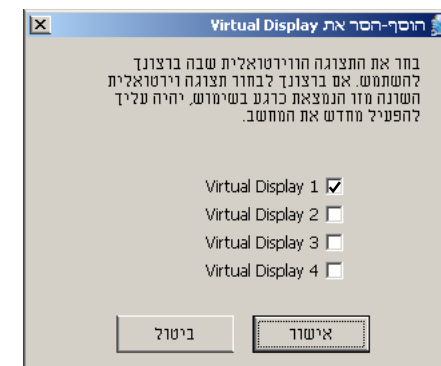 הוסף-הסר את Virtual Display
בחר את התצוגה הווירטואלית שבה ברצונך
להשתמש. אם ברצונך לבחור תצוגה וירטואלית
השונה מזו הנמצאת כרגע בשימוש, יהיה עליך
להפעיל מחדש את המחשב.
Virtual Display 1
Virtual Display 2
Virtual Display 3
Virtual Display 4
אישור
ביטול